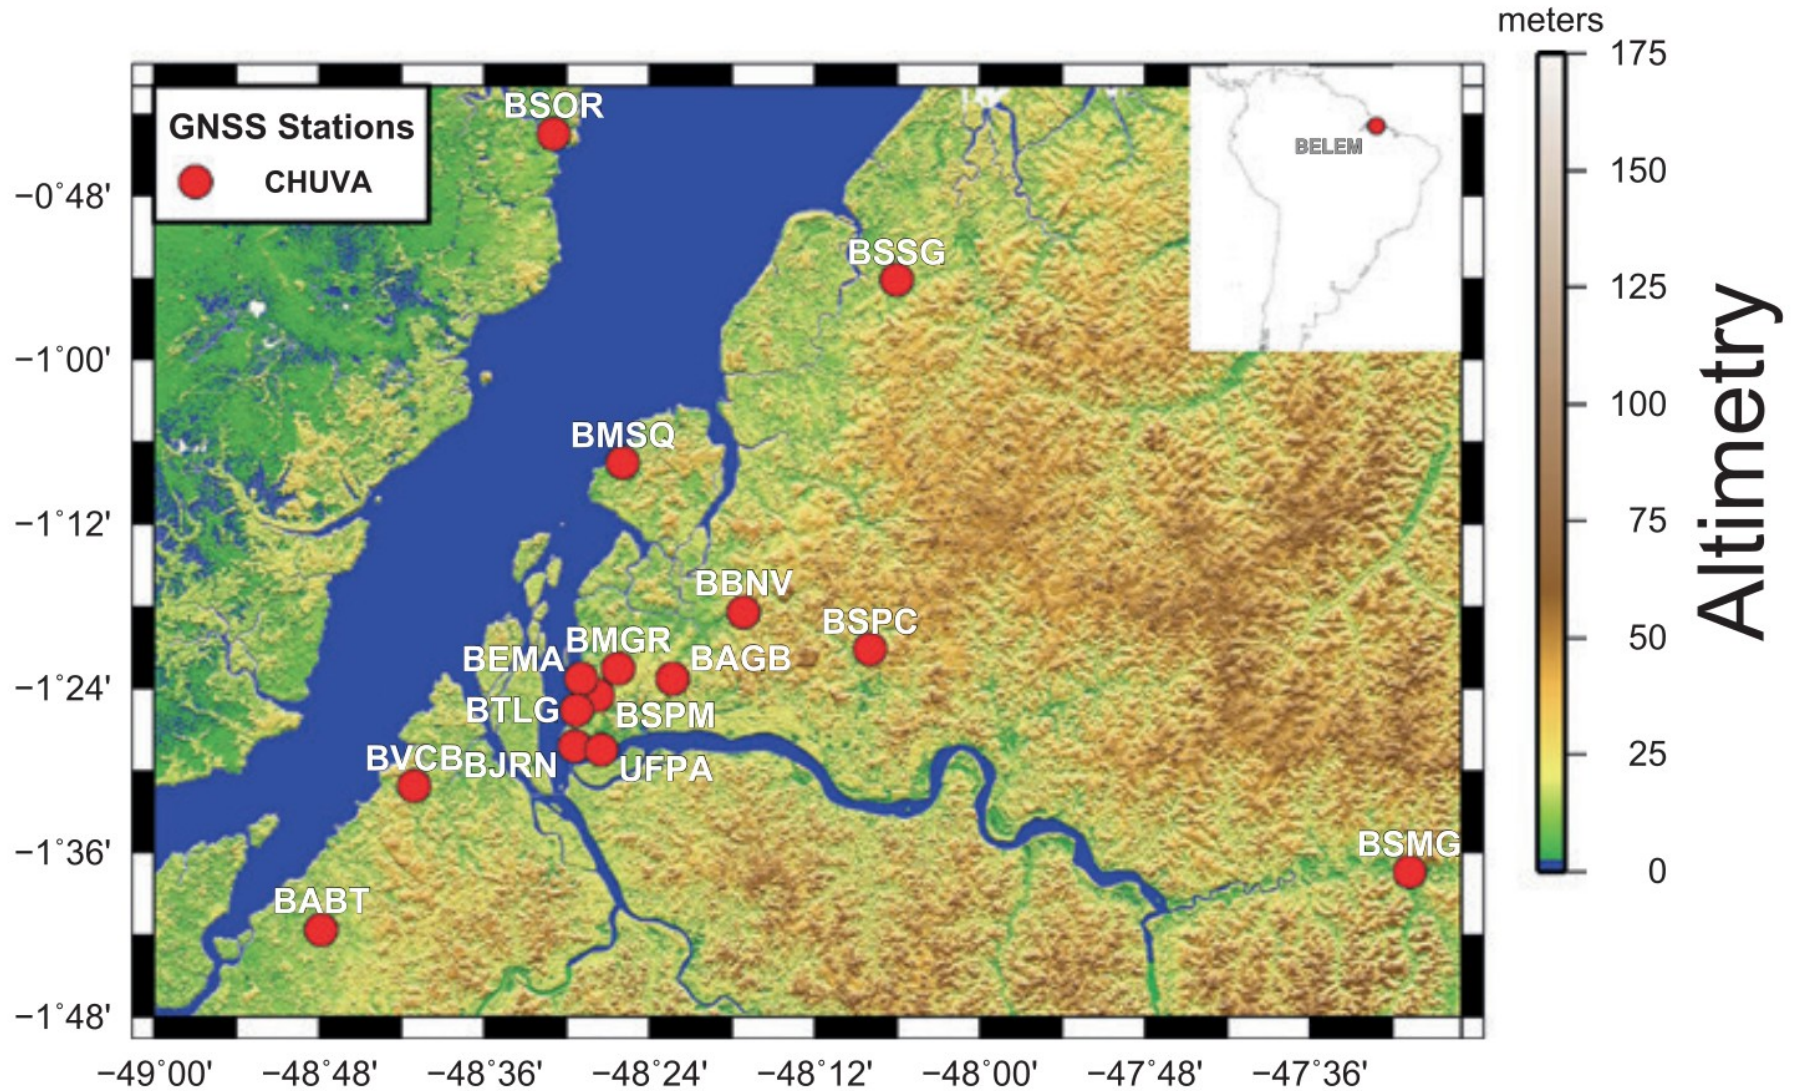 meters
175
BSOR
GNSS Stations
CHUVA
BELEM
150
−0°48'
BSSG
125
−1°00'
100
BMSQ
−1°12'
75
BBNV
BSPC
50
BMGR
BEMA
BAGB
−1°24'
BTLG
BSPM
BVCB
BJRN
UFPA
25
−1°36'
BSMG
0
BABT
−1°48'
Altimetry
−49°00' −48°48' −48°36' −48°24' −48°12' −48°00' −47°48' −47°36'